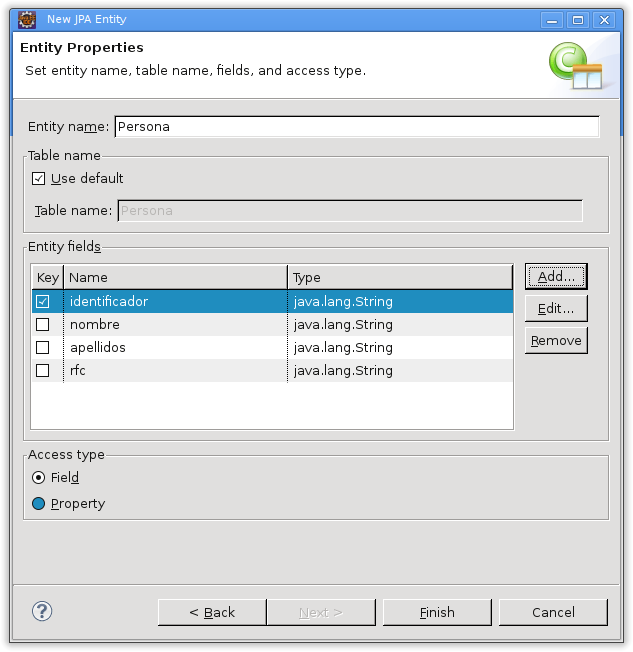 New JPA Entity
Entity Properties
Set entity name, table name, fields, and access type.
Entity name: Persona
Table name
Use default
Table name: Persona
Entity fields
Key Name Type
identificador java.lang.String
nombre java.lang.String
apellidos java.lang.String
rfc java.lang.String
Add...
Edit...
Remove
Access type
Field
Property
? < Back Next > Finish Cancel